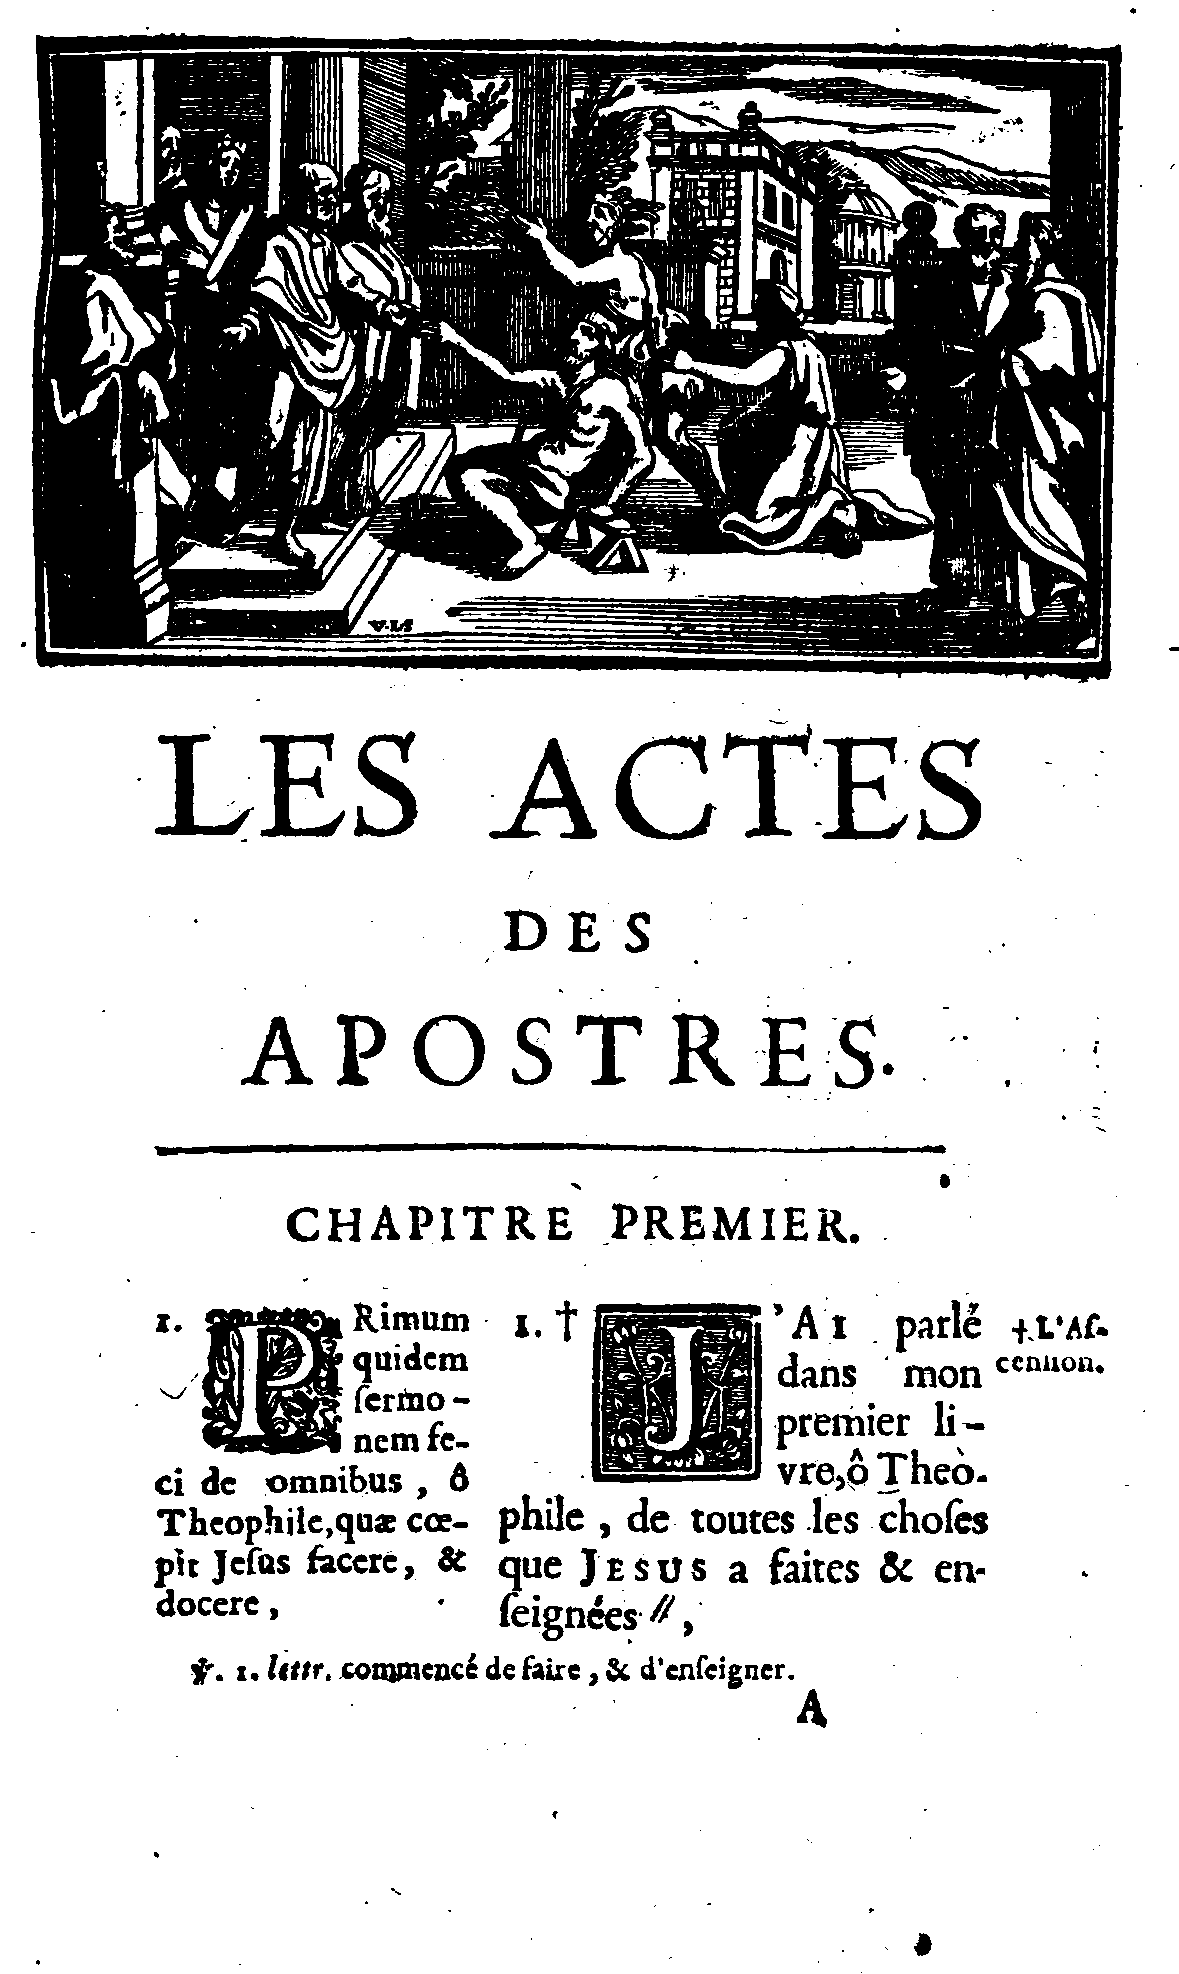 V.LS
LES ACTES
DES
APOSTRES.
CHAPITRE PREMIER.
1. PRimum
quidem
ſermo-
nem fe-
ci de omnibus, ô
Theophile, quæ cœ-
pit Jeſus facere, &
docere,
1. † J'AI parlé
dans mon
premier li-
vre, ô Theò-
phile, de toutes les choſes
que JESUS a faites & en-
ſeignées //,
†. L'Aſ-
cenſion.
℣. 1. lettr. commencé de faire, & d'enſeigner.
A